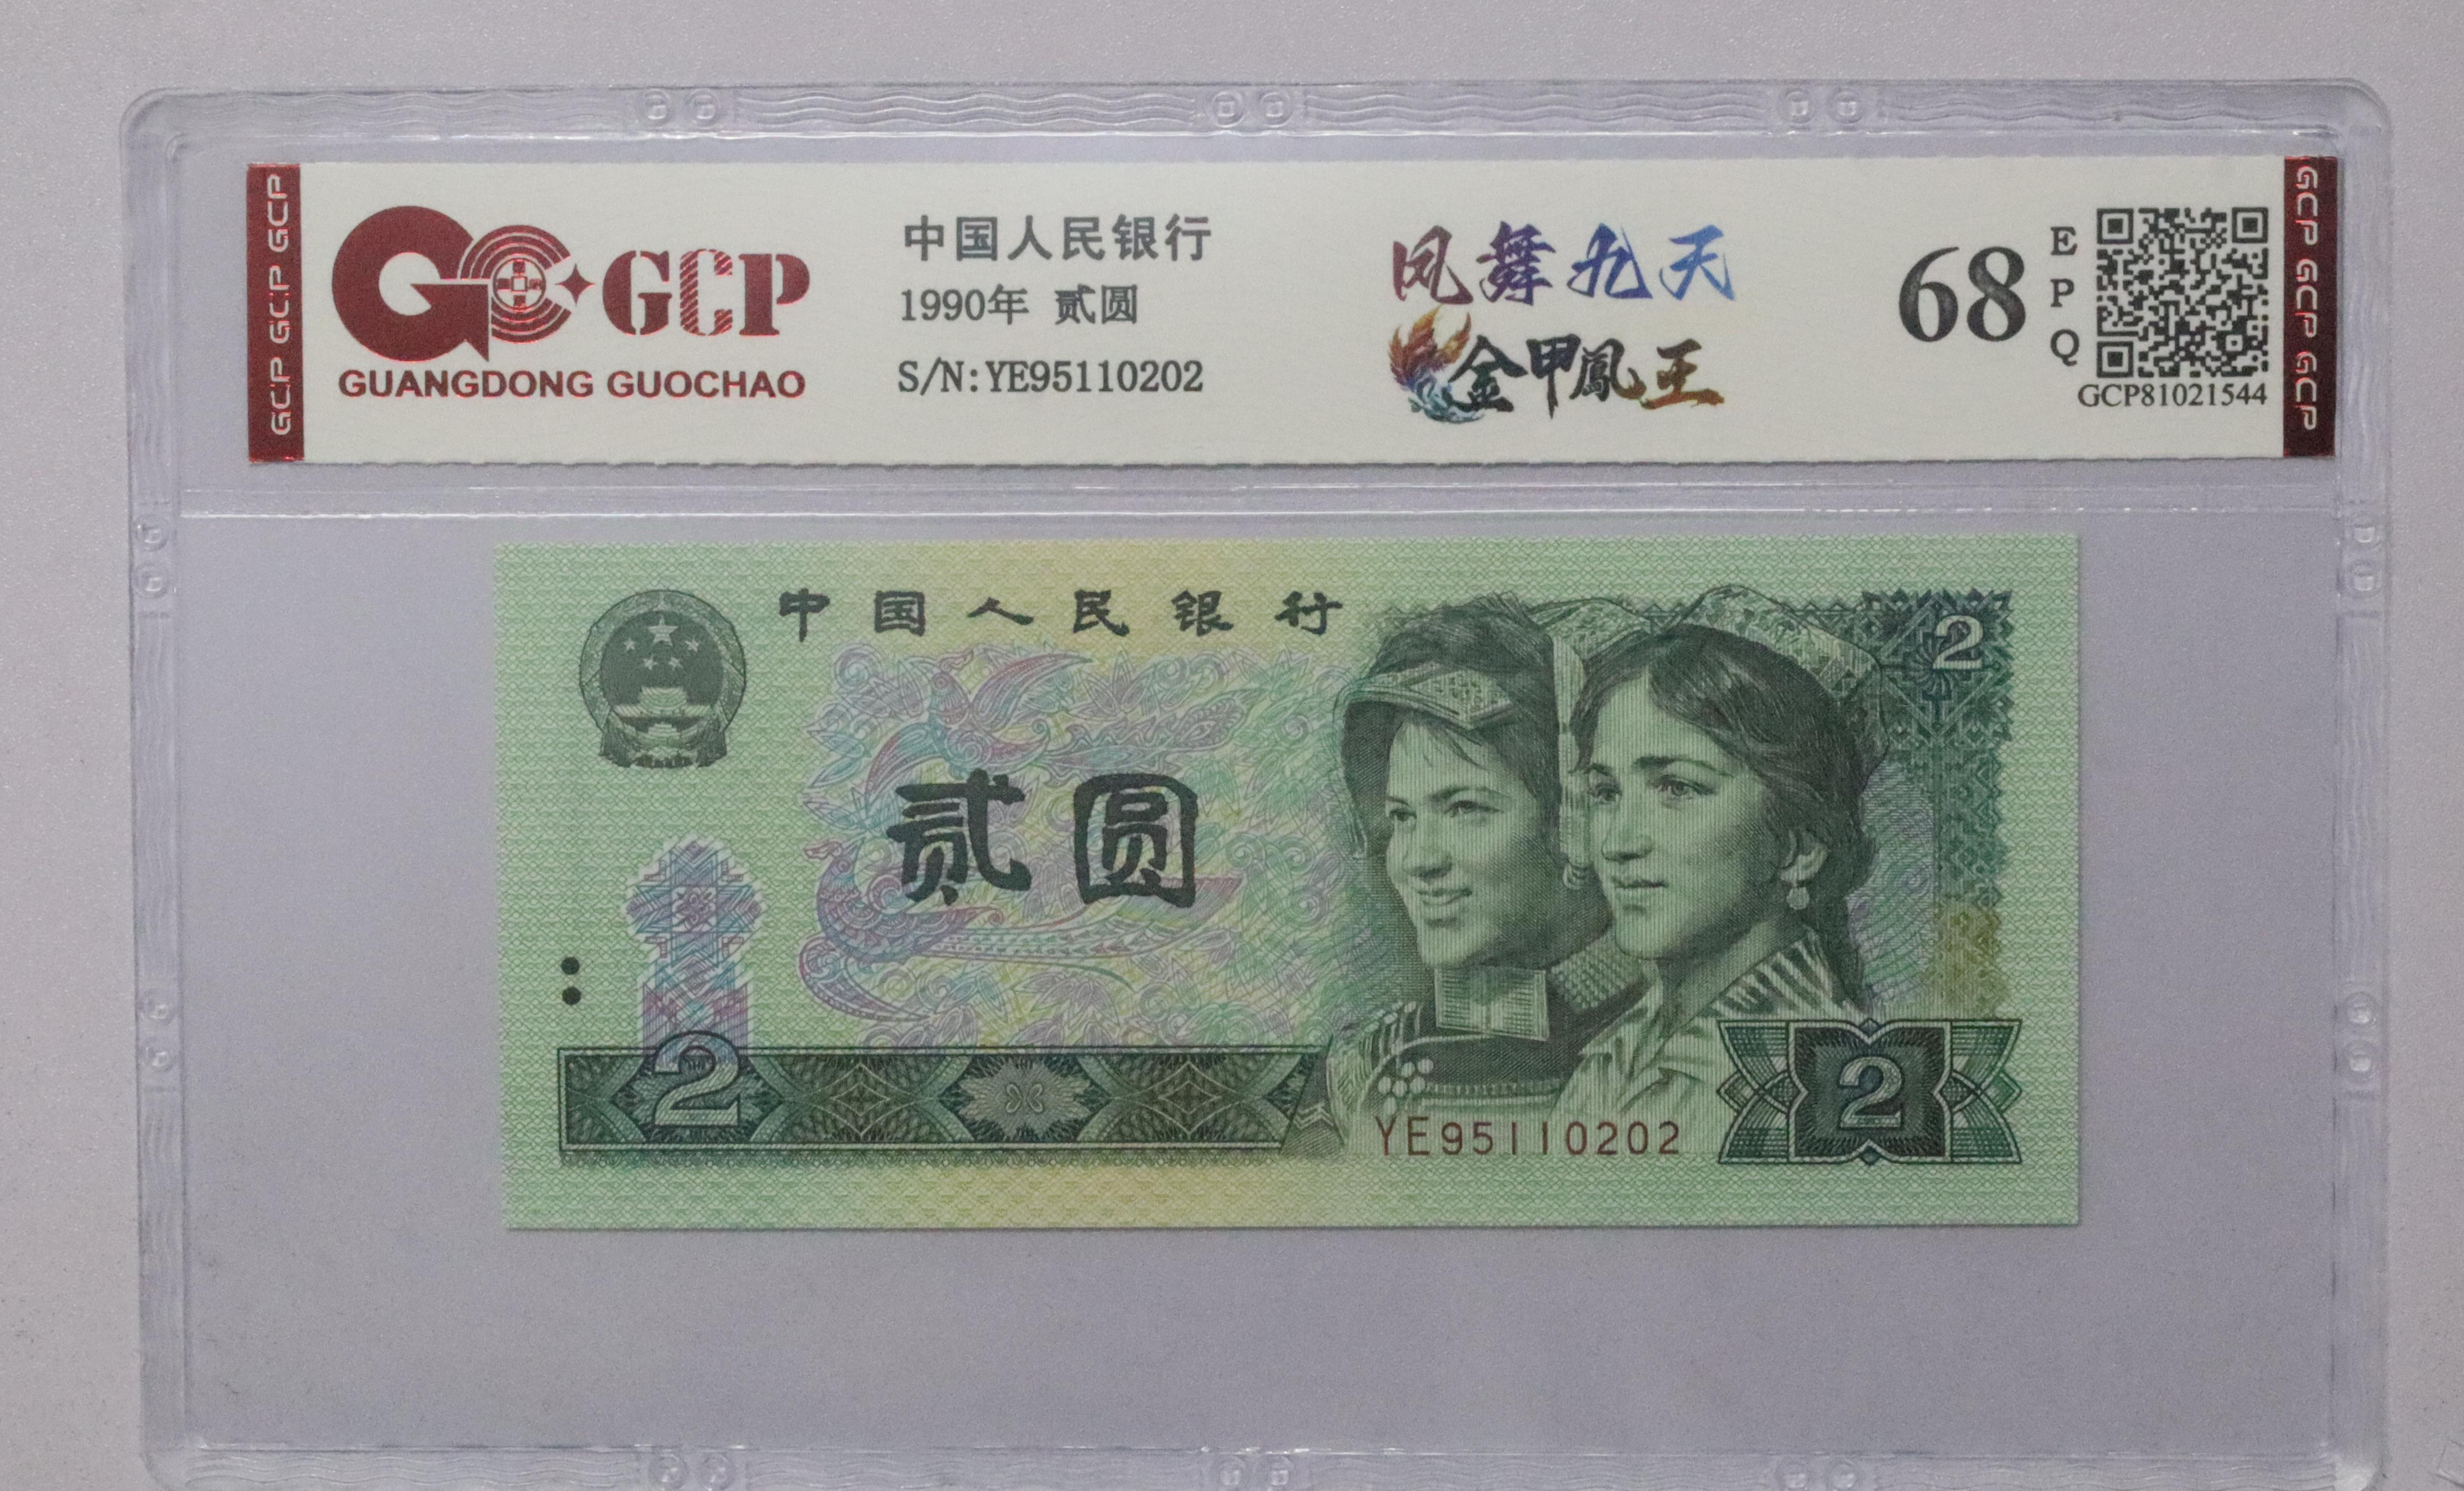 GCP GCP GCP
GCP
GUANGDONG GUOCHAO
中国人民银行
1990年 贰圆
S/N:YE95110202
凤舞九天
金甲鳳王
68
EPQ
GCP81021544
GCP GCP GCP
中国人民银行
2
贰圆
2
YE95110202
2